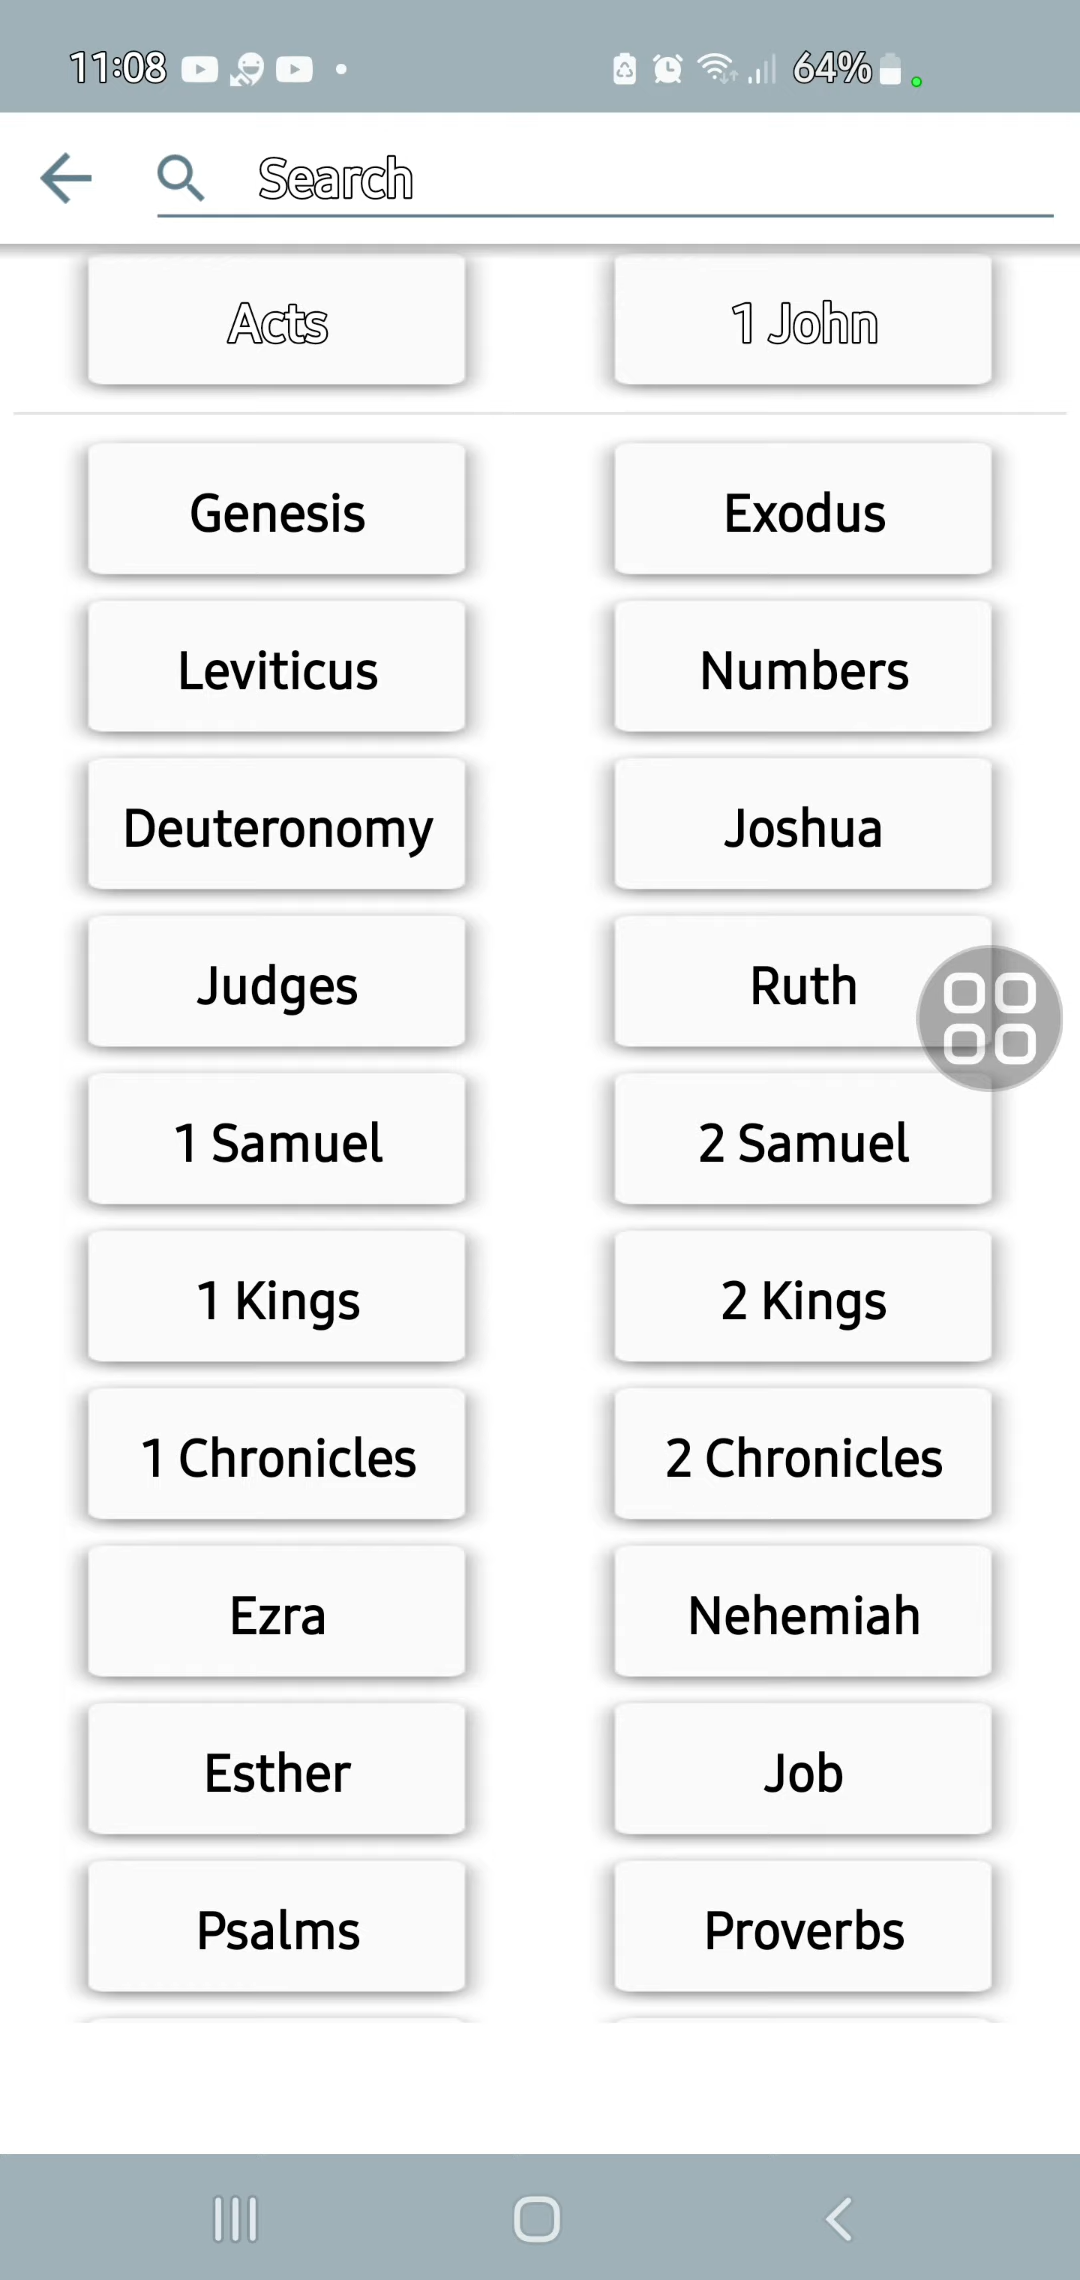 11:08 64%
Search
Acts 1 John
Genesis Exodus
Leviticus Numbers
Deuteronomy Joshua
Judges Ruth
1 Samuel 2 Samuel
1 Kings 2 Kings
1 Chronicles 2 Chronicles
Ezra Nehemiah
Esther Job
Psalms Proverbs